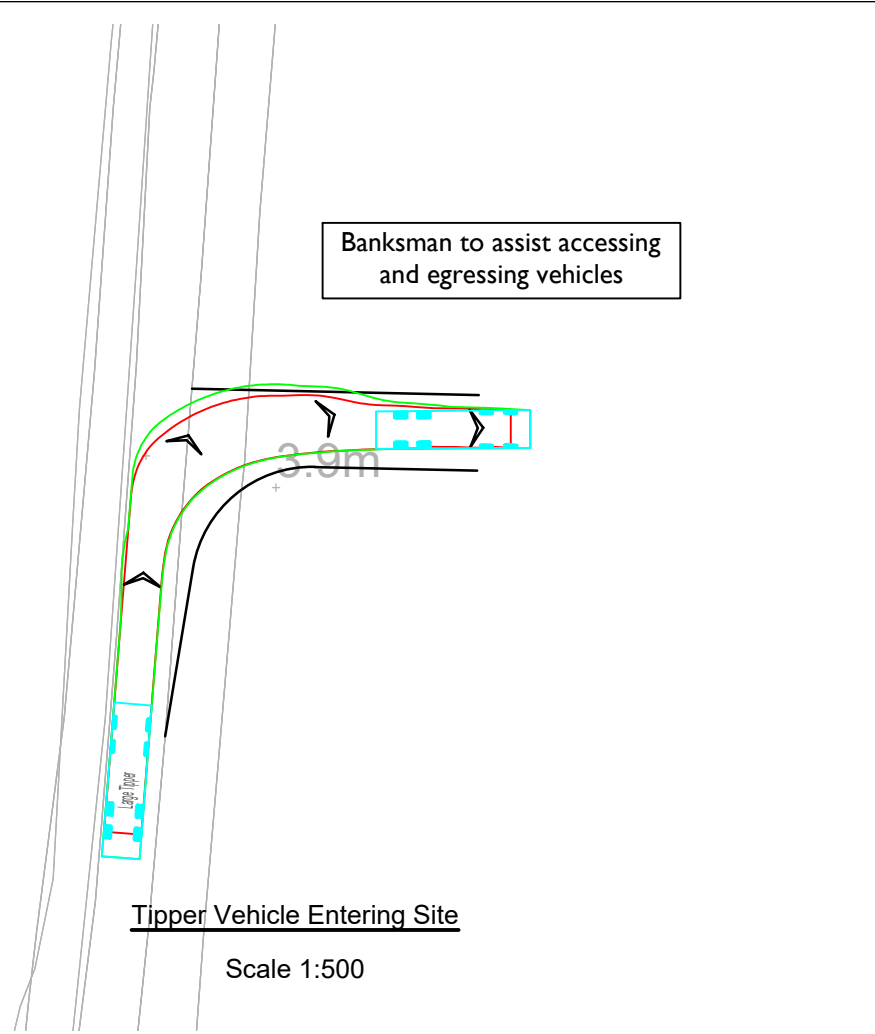 Banksman to assist accessing
and egressing vehicles
3.9m
Large Tipper
Tipper Vehicle Entering Site
Scale 1:500